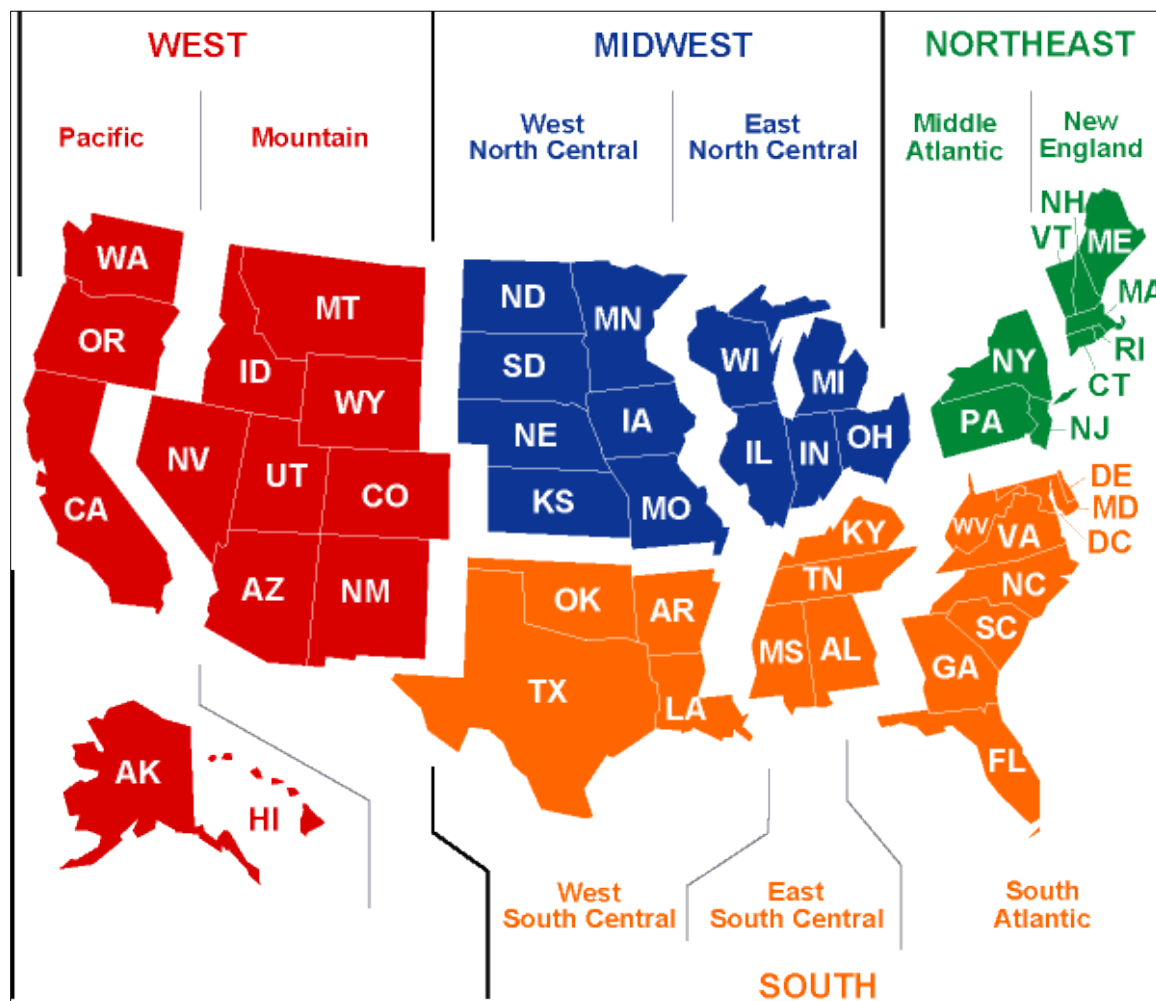 WEST
MIDWEST
NORTHEAST
Pacific
Mountain
West
North Central
East
North Central
Middle
Atlantic
New
England
WA
OR
CA
NV
ID
MT
WY
UT
CO
AZ
NM
AK
HI
ND
SD
NE
KS
MN
IA
MO
WI
MI
IL
IN
OH
NH
VT
ME
MA
RI
CT
NY
PA
NJ
DE
MD
DC
WV
VA
NC
SC
GA
FL
KY
TN
MS
AL
OK
AR
TX
LA
West
South Central
East
South Central
South
Atlantic
SOUTH